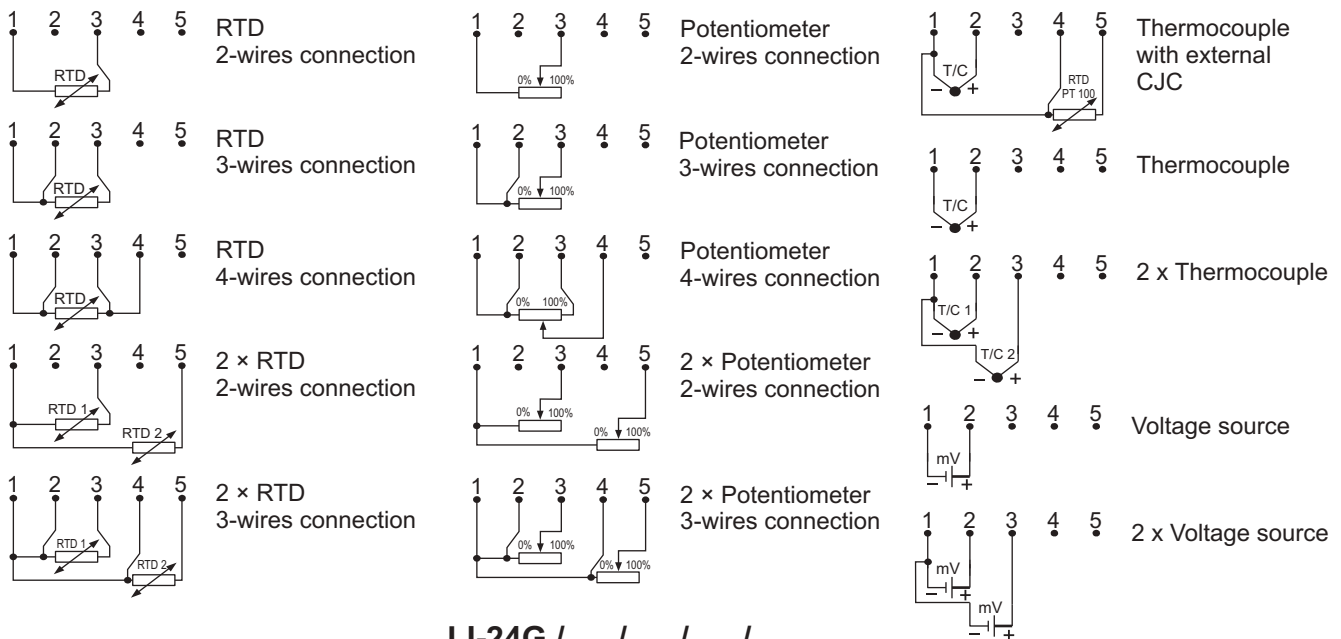 1 2 3 4 5
RTD
2-wires connection
RTD
1 2 3 4 5
RTD
3-wires connection
RTD
1 2 3 4 5
RTD
4-wires connection
RTD
1 2 3 4 5
2 × RTD
2-wires connection
RTD 1
RTD 2
1 2 3 4 5
2 × RTD
3-wires connection
RTD 1
RTD 2
1 2 3 4 5
Potentiometer
2-wires connection
0% 100%
1 2 3 4 5
Potentiometer
3-wires connection
0% 100%
1 2 3 4 5
Potentiometer
4-wires connection
0% 100%
1 2 3 4 5
2 × Potentiometer
2-wires connection
0% 100%
0% 100%
1 2 3 4 5
2 × Potentiometer
3-wires connection
0% 100%
0% 100%
1 2 3 4 5
Thermocouple
with external
CJC
T/C
– +
RTD
PT 100
1 2 3 4 5
Thermocouple
T/C
– +
1 2 3 4 5
2 x Thermocouple
T/C 1
– +
T/C 2
– +
1 2 3 4 5
Voltage source
mV
– +
1 2 3 4 5
2 x Voltage source
mV
– +
mV
– +